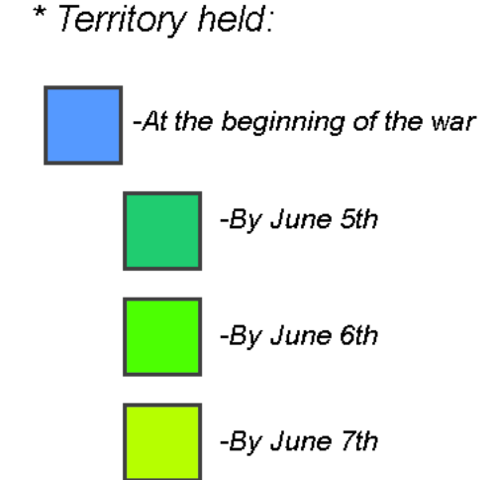 * Territory held:
-At the beginning of the war
-By June 5th
-By June 6th
-By June 7th